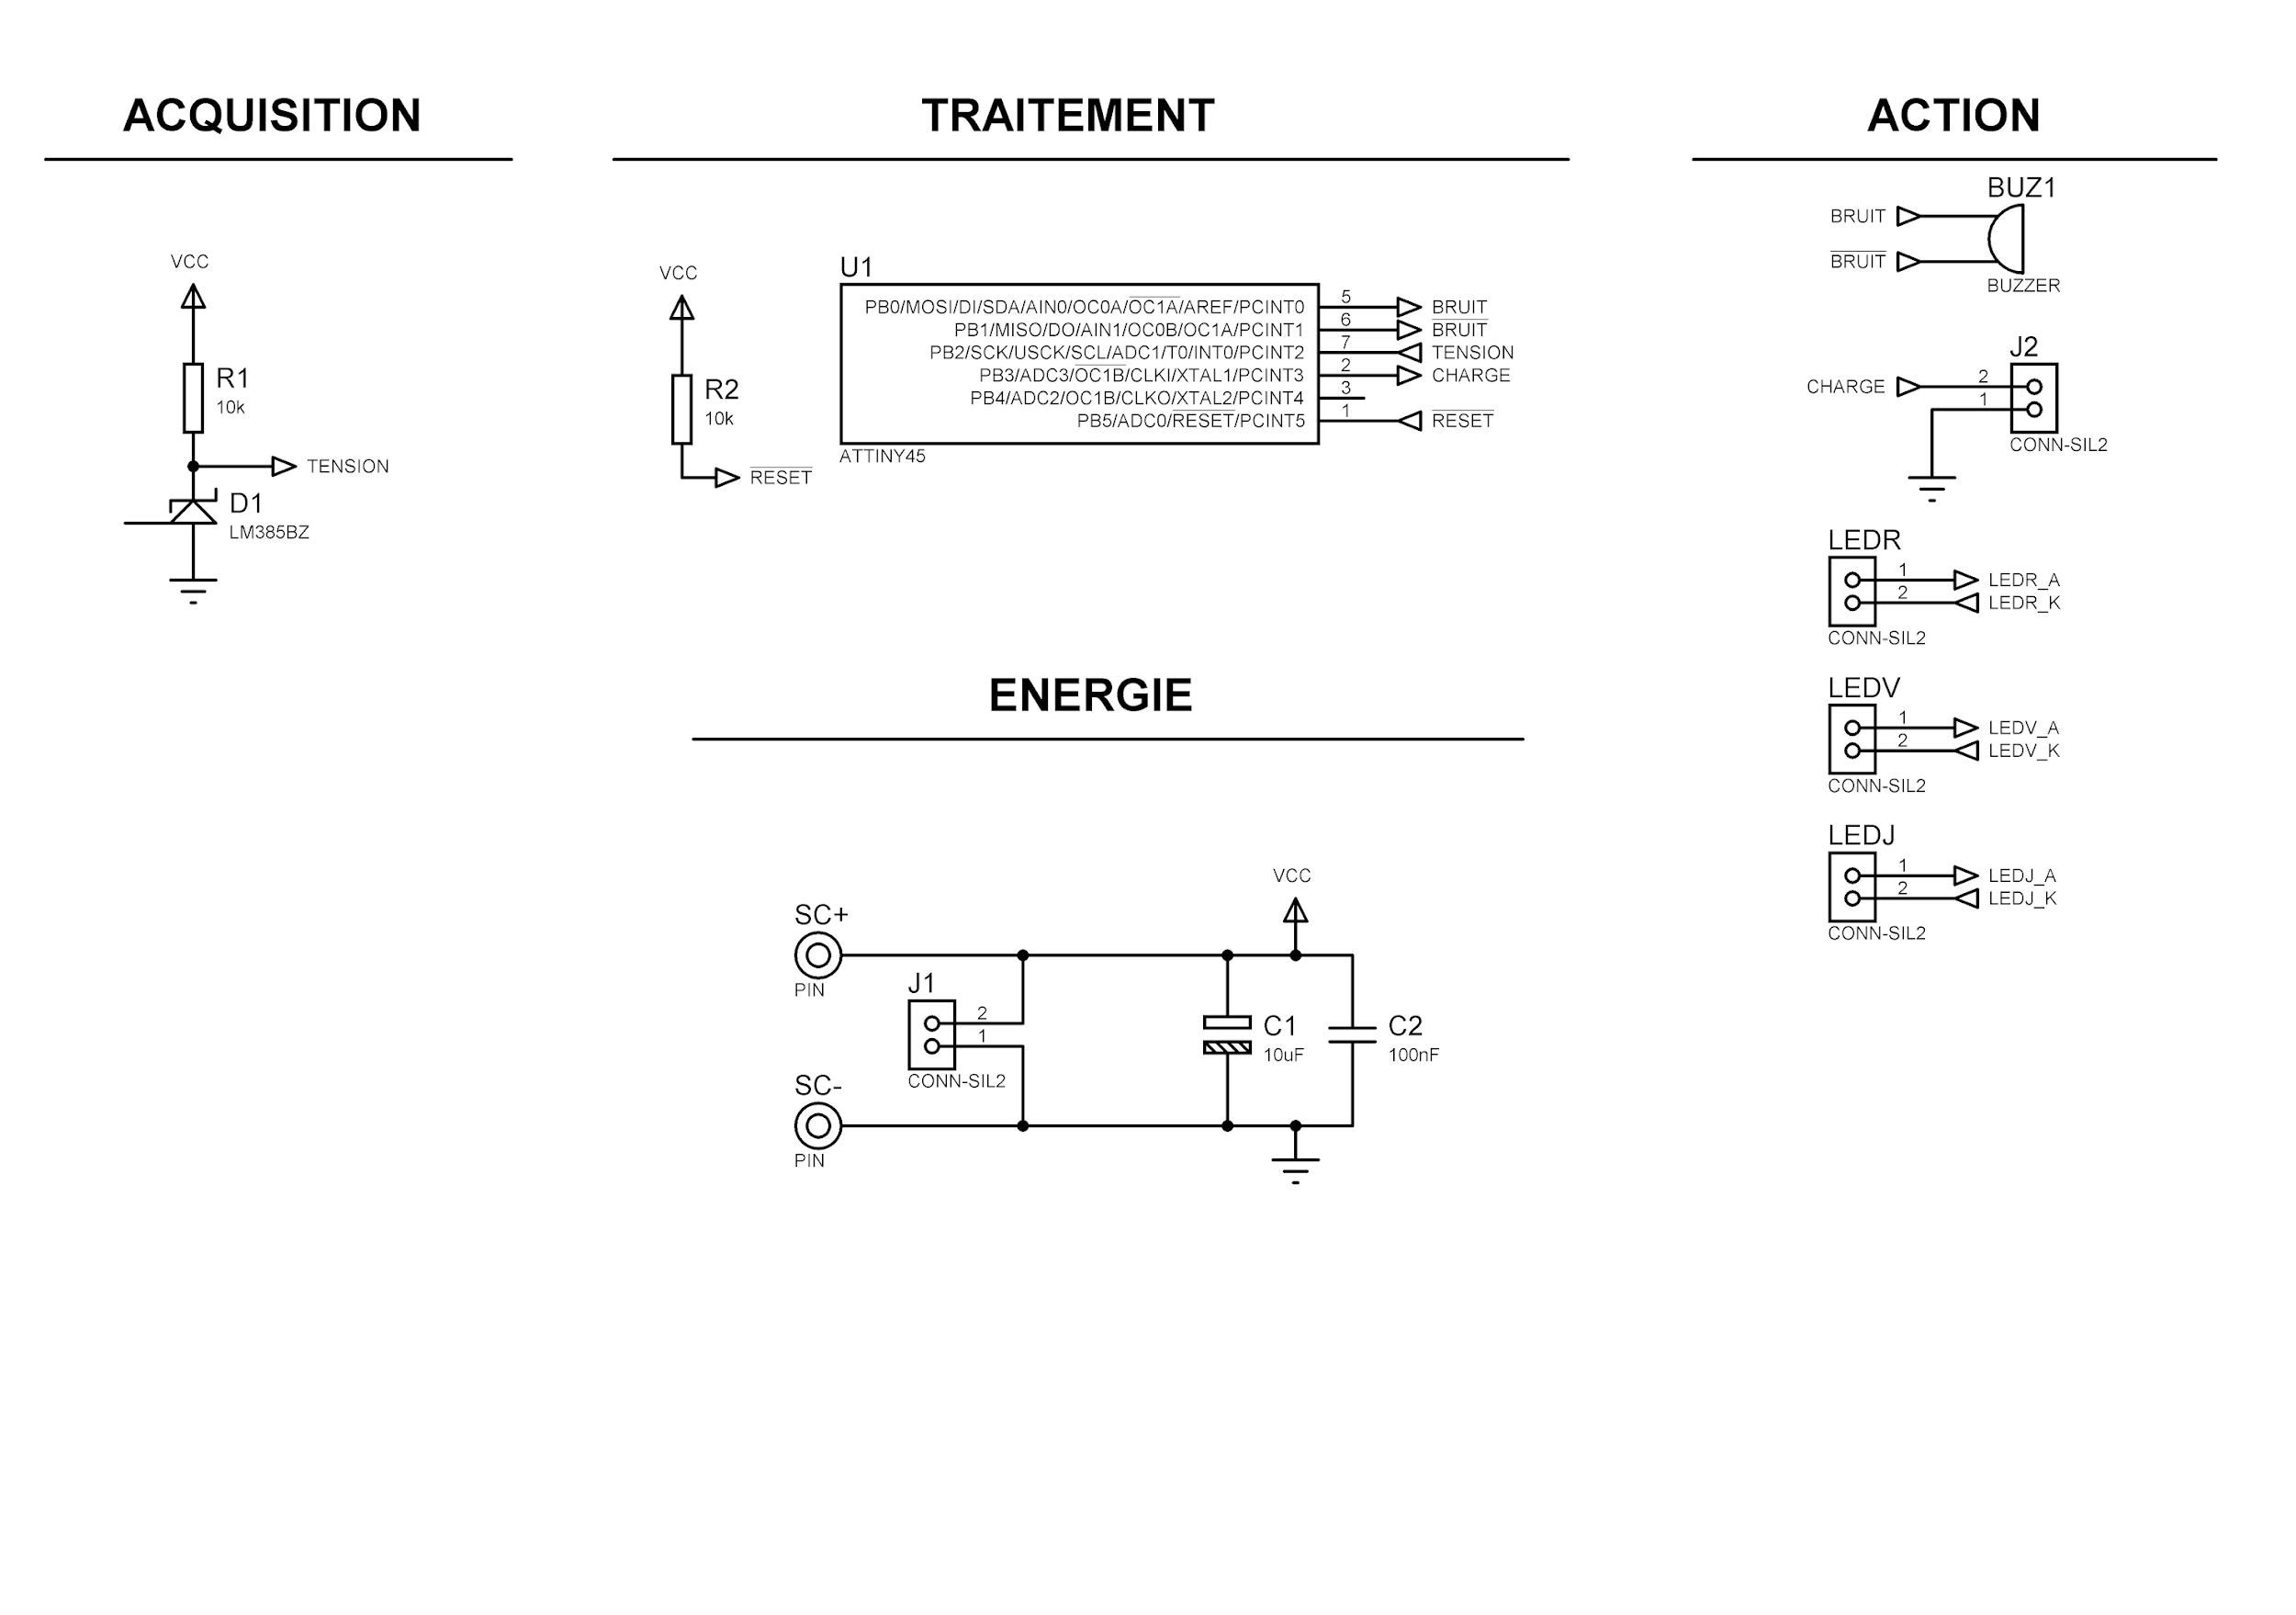 ACQUISITION
VCC
R1
10k
TENSION
D1
LM385BZ
TRAITEMENT
VCC
R2
10k
RESET
U1
PB0/MOSI/DI/SDA/AIN0/OC0A/OC1A/AREF/PCINT0 5 BRUIT
PB1/MISO/DO/AIN1/OC0B/OC1A/PCINT1 6 BRUIT
PB2/SCK/USCK/SCL/ADC1/T0/INT0/PCINT2 7 TENSION
PB3/ADC3/OC1B/CLKI/XTAL1/PCINT3 2 CHARGE
PB4/ADC2/OC1B/CLKO/XTAL2/PCINT4 3
PB5/ADC0/RESET/PCINT5 1 RESET
ATTINY45
ACTION
BUZ1
BRUIT
BRUIT
BUZZER
J2
CHARGE 2
1
CONN-SIL2
LEDR
1 LEDR_A
2 LEDR_K
CONN-SIL2
LEDV
1 LEDV_A
2 LEDV_K
CONN-SIL2
LEDJ
1 LEDJ_A
2 LEDJ_K
CONN-SIL2
ENERGIE
VCC
SC+
PIN
J1
2
1
CONN-SIL2
C1
10uF
C2
100nF
SC-
PIN